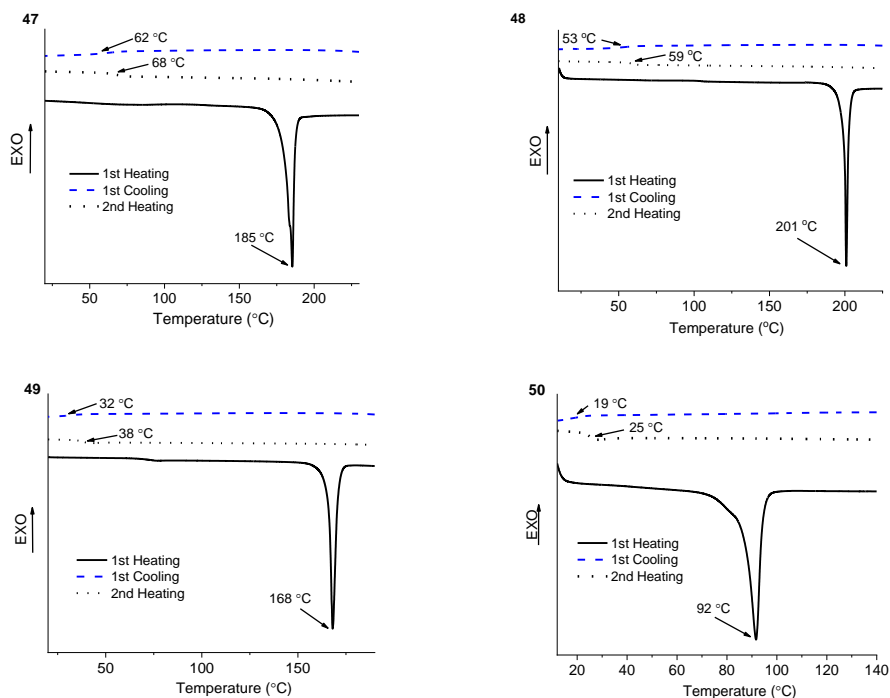 47
62 °C
68 °C
EXO
1st Heating
1st Cooling
2nd Heating
185 °C
50 100 150 200
Temperature (°C)
48
53 °C
59 °C
EXO
1st Heating
1st Cooling
2nd Heating
201 °C
50 100 150 200
Temperature (°C)
49
32 °C
38 °C
EXO
1st Heating
1st Cooling
2nd Heating
168 °C
50 100 150
Temperature (°C)
50
19 °C
25 °C
EXO
1st Heating
1st Cooling
2nd Heating
92 °C
20 40 60 80 100 120 140
Temperature (°C)